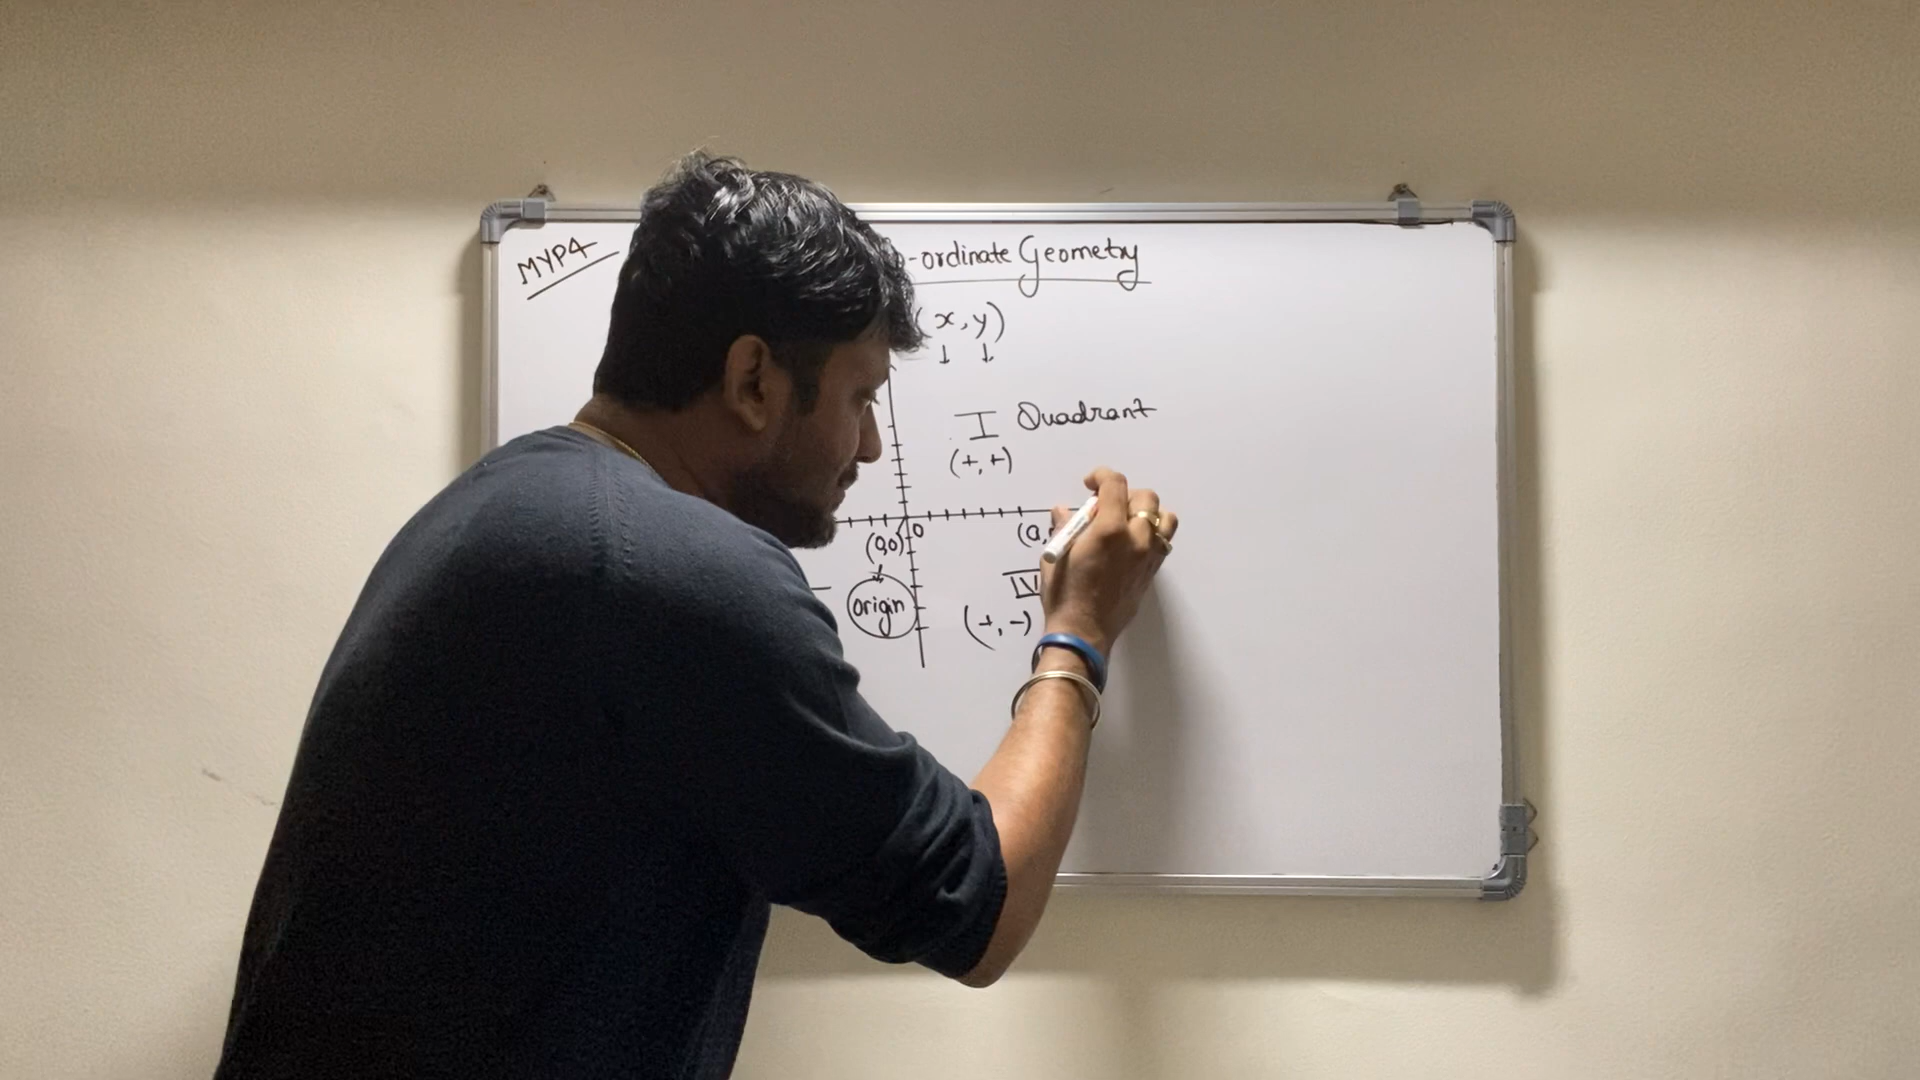 MYP4
-ordinate Geometry
(x,y)
↓ ↓
I Quadrant
(+,+)
0
(0,0)
(a,
↓
origin
IV
(+,-)